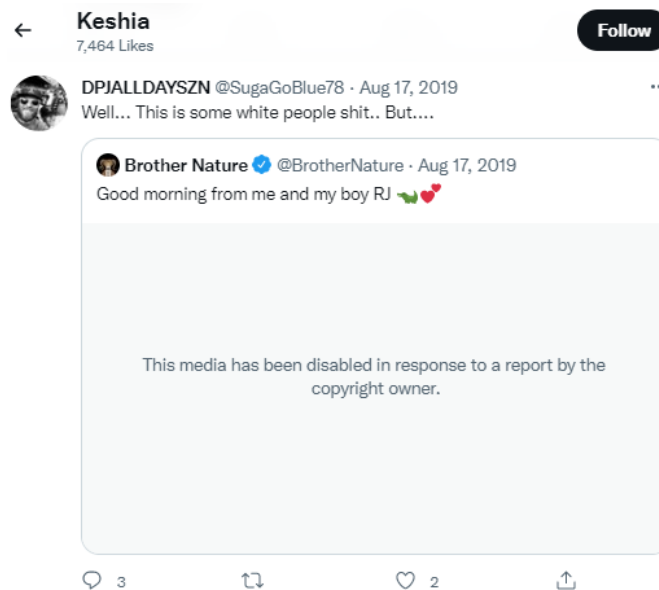 Keshia
7,464 Likes
Follow
DPJALLDAYSZN @SugaGoBlue78 · Aug 17, 2019
Well... This is some white people shit.. But....
Brother Nature @BrotherNature · Aug 17, 2019
Good morning from me and my boy RJ 🐊💕
This media has been disabled in response to a report by the
copyright owner.
3
2